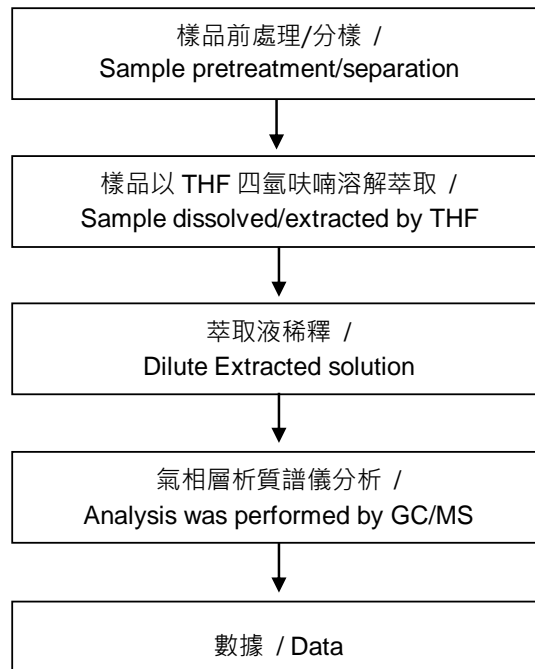 樣品前處理/分樣 /
Sample pretreatment/separation
樣品以 THF 四氫呋喃溶解萃取 /
Sample dissolved/extracted by THF
萃取液稀釋 /
Dilute Extracted solution
氣相層析質譜儀分析 /
Analysis was performed by GC/MS
數據 / Data